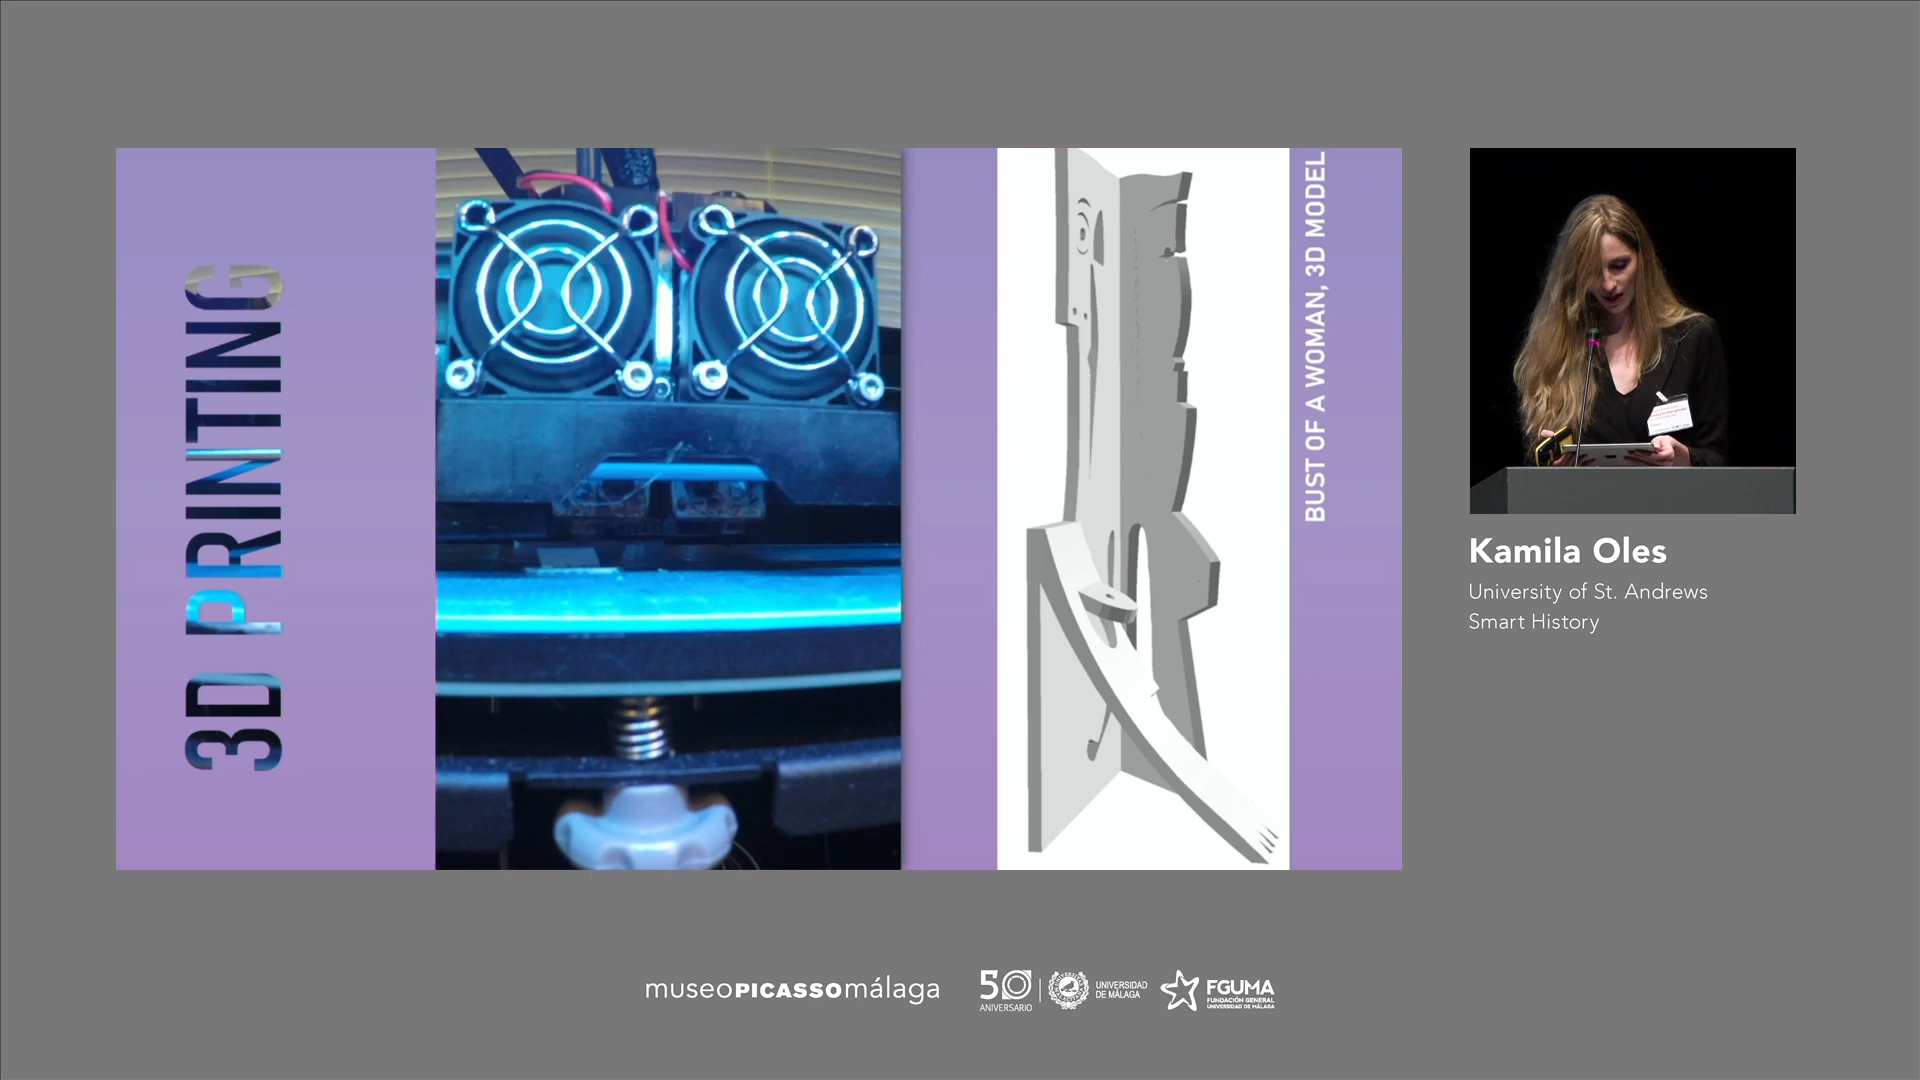 3D PRINTING
BUST OF A WOMAN, 3D MODEL
Kamila Oles
University of St. Andrews
Smart History
museoPICASSOmálaga
50
ANIVERSARIO
UNIVERSIDAD
DE MÁLAGA
FGUMA
FUNDACIÓN GENERAL
UNIVERSIDAD DE MÁLAGA